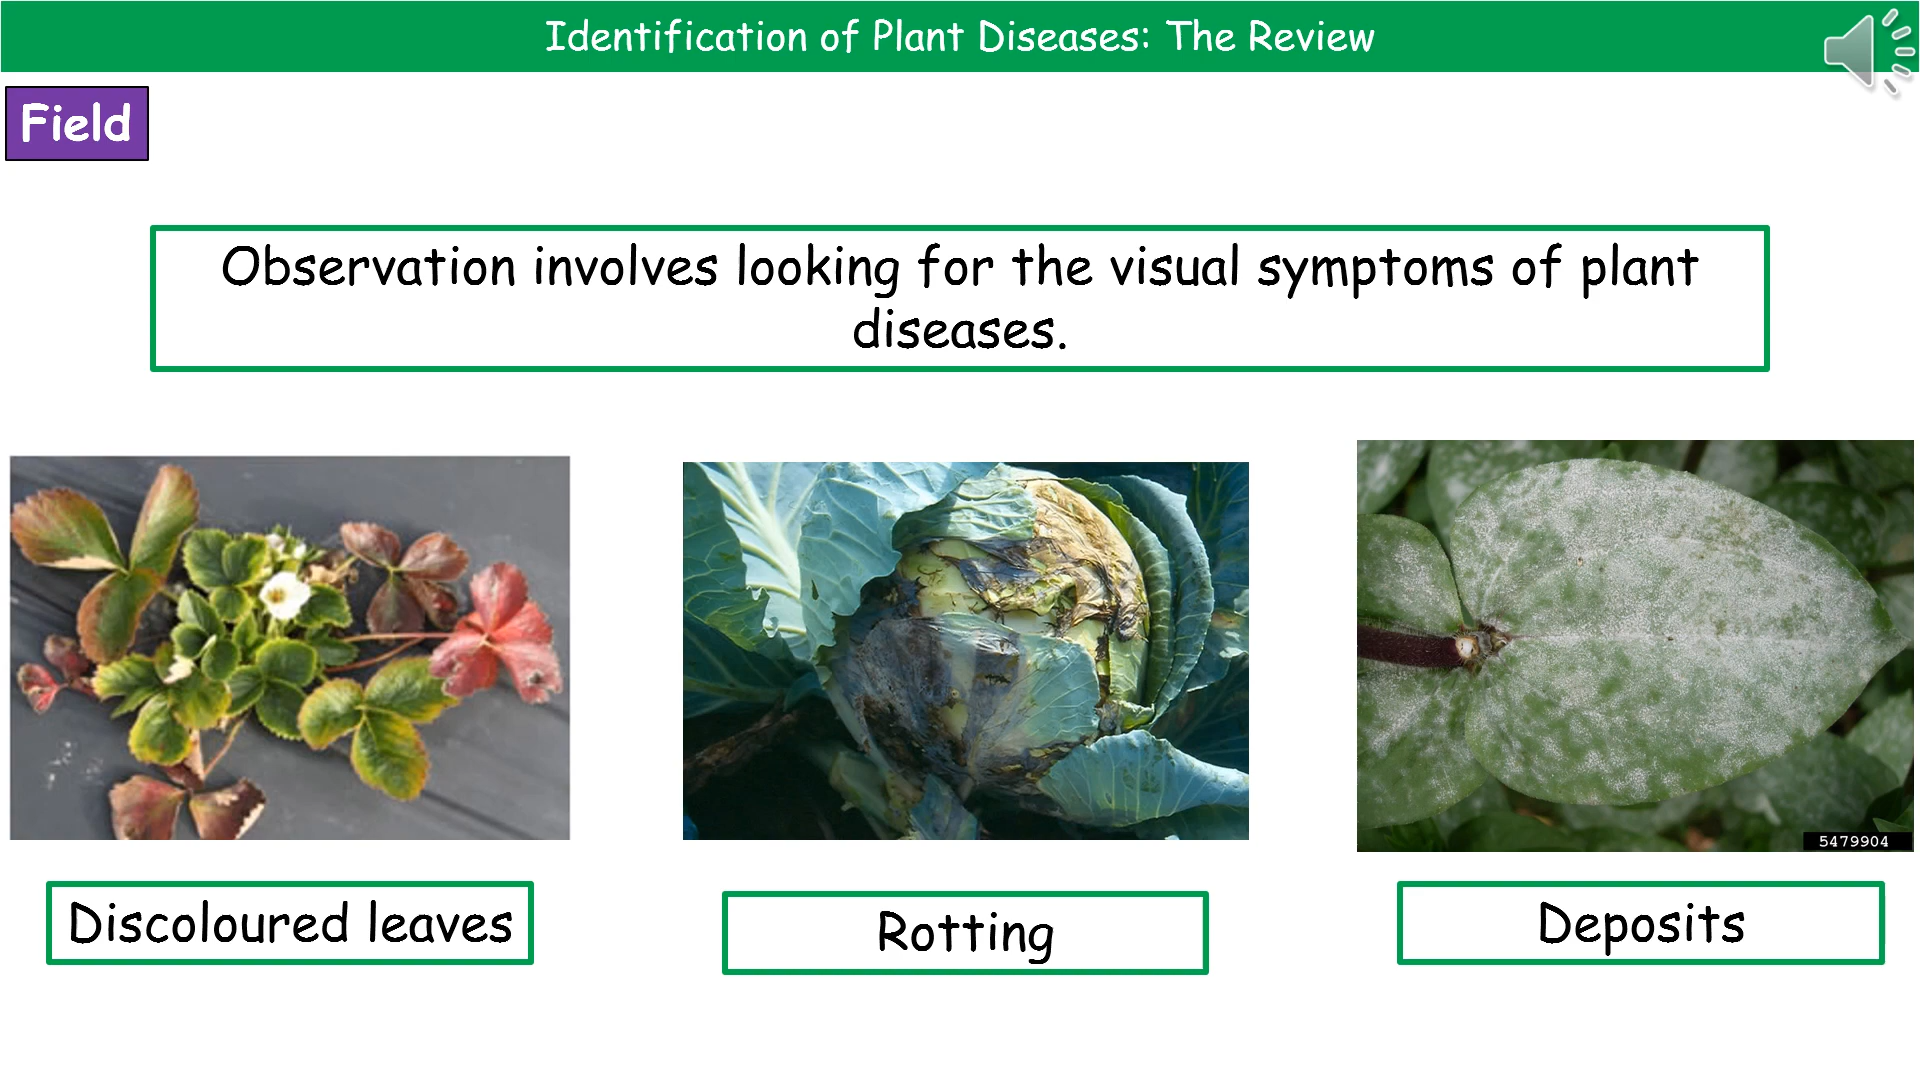 Identification of Plant Diseases: The Review
Field
Observation involves looking for the visual symptoms of plant
diseases.
5479904
Discoloured leaves
Rotting
Deposits